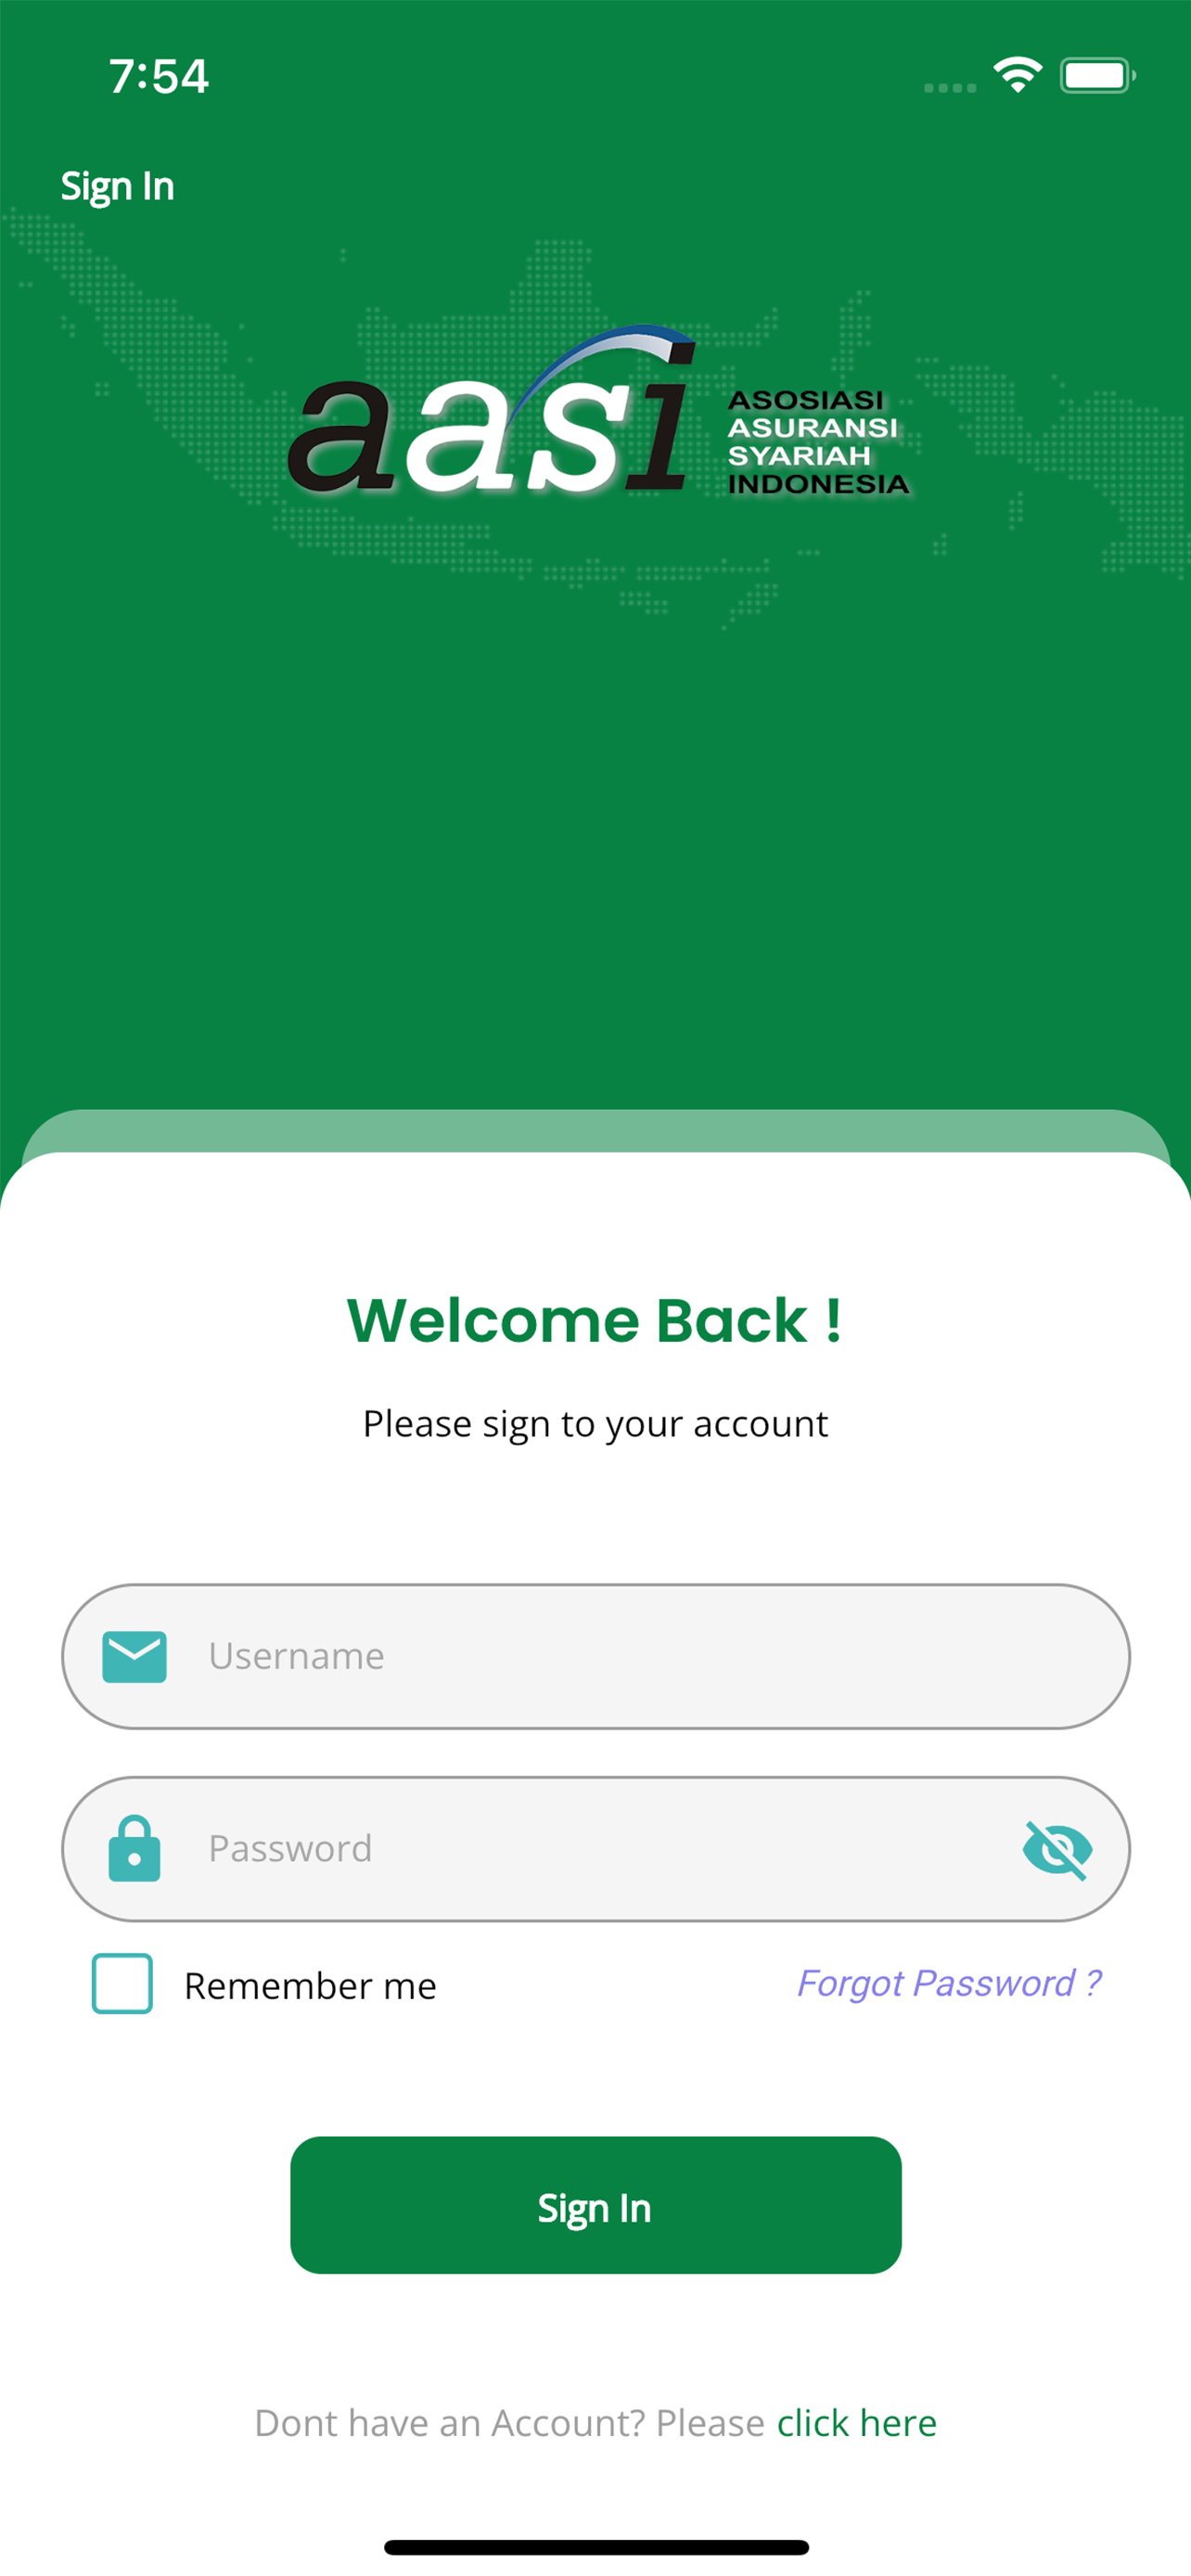 7:54
Sign In
aasi
ASOSIASI
ASURANSI
SYARIAH
INDONESIA
Welcome Back !
Please sign to your account
Username
Password
Remember me
Forgot Password ?
Sign In
Dont have an Account? Please click here